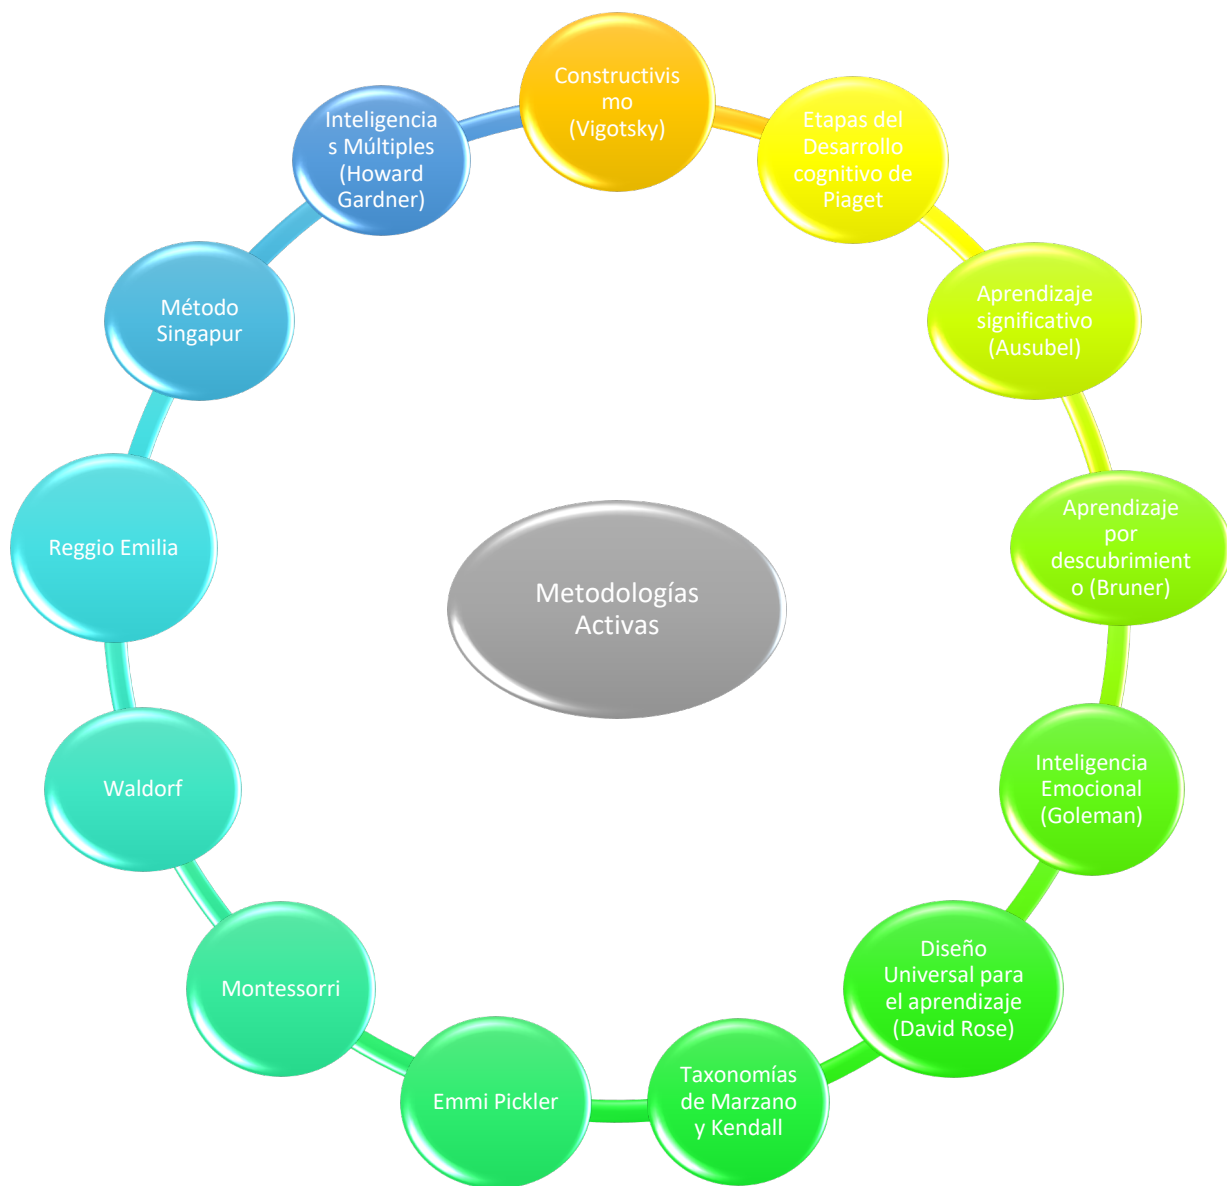 Constructivis
mo
(Vigotsky)
Etapas del
Desarrollo
cognitivo de
Piaget
Aprendizaje
significativo
(Ausubel)
Aprendizaje
por
descubrimient
o (Bruner)
Inteligencia
Emocional
(Goleman)
Diseño
Universal para
el aprendizaje
(David Rose)
Taxonomías
de Marzano
y Kendall
Emmi Pickler
Montessorri
Waldorf
Reggio Emilia
Método
Singapur
Inteligencia
s Múltiples
(Howard
Gardner)
Metodologías
Activas